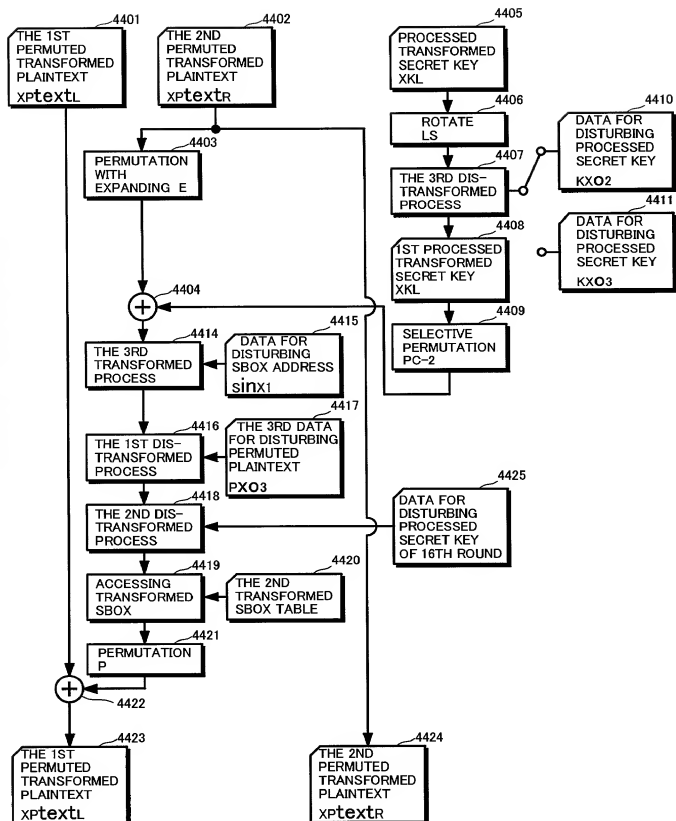 4401
THE 1ST
PERMUTED
TRANSFORMED
PLAINTEXT
XPtextL
4402
THE 2ND
PERMUTED
TRANSFORMED
PLAINTEXT
XPtextR
4405
PROCESSED
TRANSFORMED
SECRET KEY
XKL
4406
ROTATE
LS
4410
DATA FOR
DISTURBING
PROCESSED
SECRET KEY
KXO2
4403
PERMUTATION
WITH
EXPANDING E
4407
THE 3RD DIS-
TRANSFORMED
PROCESS
4411
DATA FOR
DISTURBING
PROCESSED
SECRET KEY
KXO3
4408
1ST PROCESSED
TRANSFORMED
SECRET KEY
XKL
4404
4409
SELECTIVE
PERMUTATION
PC-2
4414
THE 3RD
TRANSFORMED
PROCESS
4415
DATA FOR
DISTURBING
SBOX ADDRESS
sinX1
4416
THE 1ST DIS-
TRANSFORMED
PROCESS
4417
THE 3RD DATA
FOR DISTURBING
PERMUTED
PLAINTEXT
PXO3
4418
THE 2ND DIS-
TRANSFORMED
PROCESS
4425
DATA FOR
DISTURBING
PROCESSED
SECRET KEY
OF 16TH ROUND
4419
ACCESSING
TRANSFORMED
SBOX
4420
THE 2ND
TRANSFORMED
SBOX TABLE
4421
PERMUTATION
P
4422
4423
THE 1ST
PERMUTED
TRANSFORMED
PLAINTEXT
XPtextL
4424
THE 2ND
PERMUTED
TRANSFORMED
PLAINTEXT
XPtextR